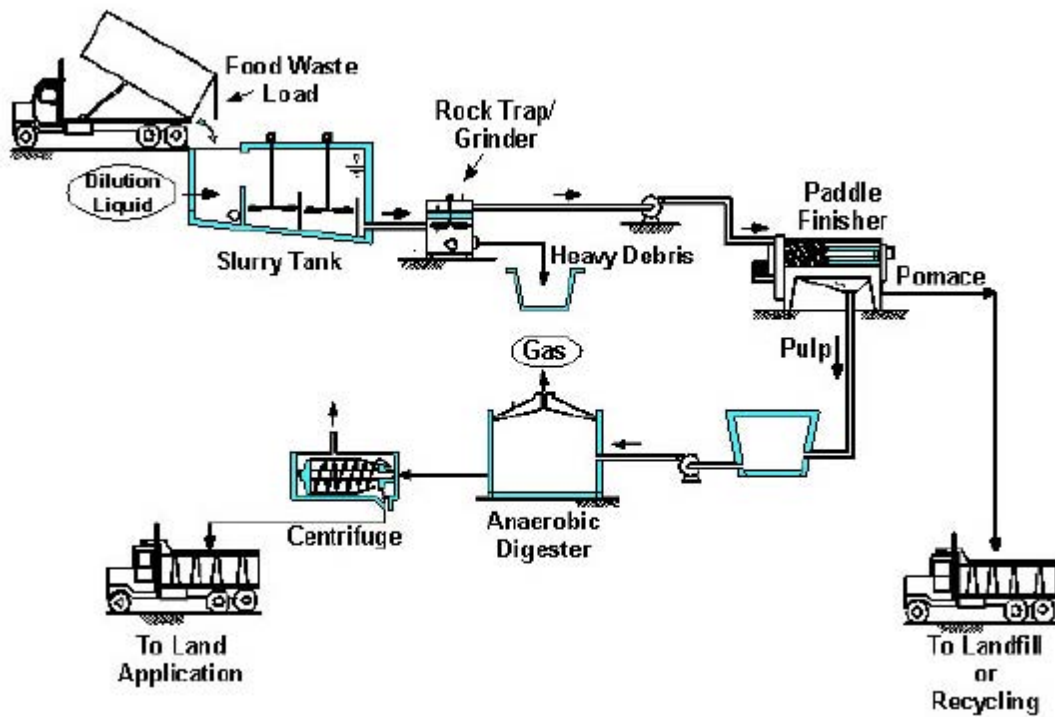 Food Waste
Load
Rock Trap/
Grinder
Dilution
Liquid
Paddle
Finisher
Slurry Tank
Heavy Debris
Pomace
Gas
Pulp
Centrifuge
Anaerobic
Digester
To Land
Application
To Landfill
or
Recycling